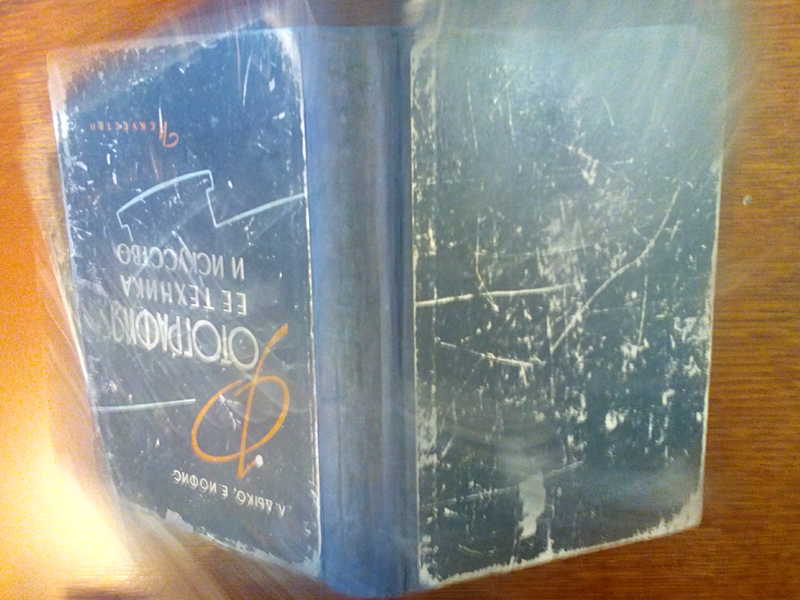 Л. ДЫКО, Е. ИОФИС
ФОТОГРАФИЯ
ЕЕ ТЕХНИКА
И ИСКУССТВО
ИСКУССТВО